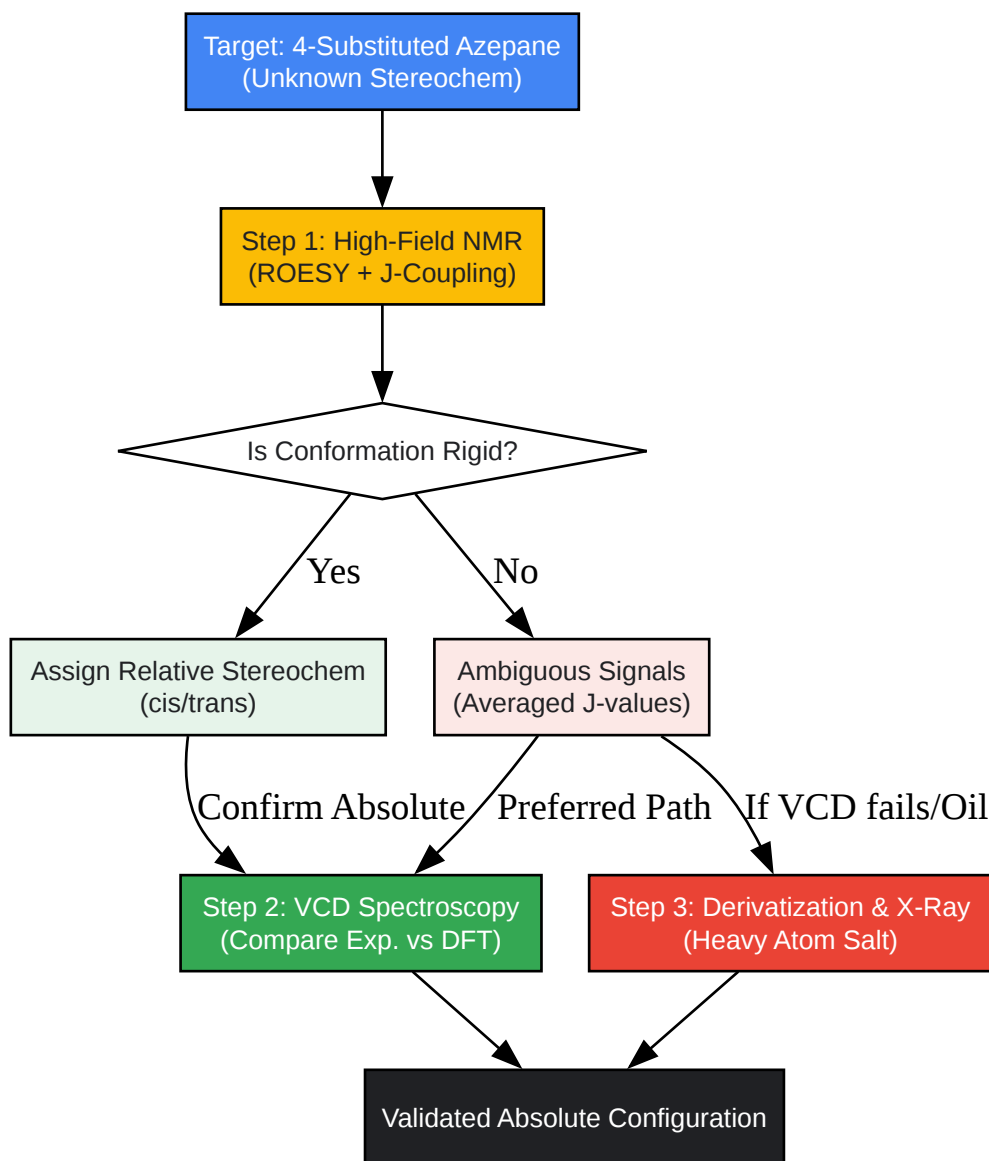 Target: 4-Substituted Azepane
(Unknown Stereochem)
Step 1: High-Field NMR
(ROESY + J-Coupling)
Is Conformation Rigid?
Yes
No
Assign Relative Stereochem
(cis/trans)
Ambiguous Signals
(Averaged J-values)
Confirm Absolute
Preferred Path
If VCD fails/Oil
Step 2: VCD Spectroscopy
(Compare Exp. vs DFT)
Step 3: Derivatization & X-Ray
(Heavy Atom Salt)
Validated Absolute Configuration